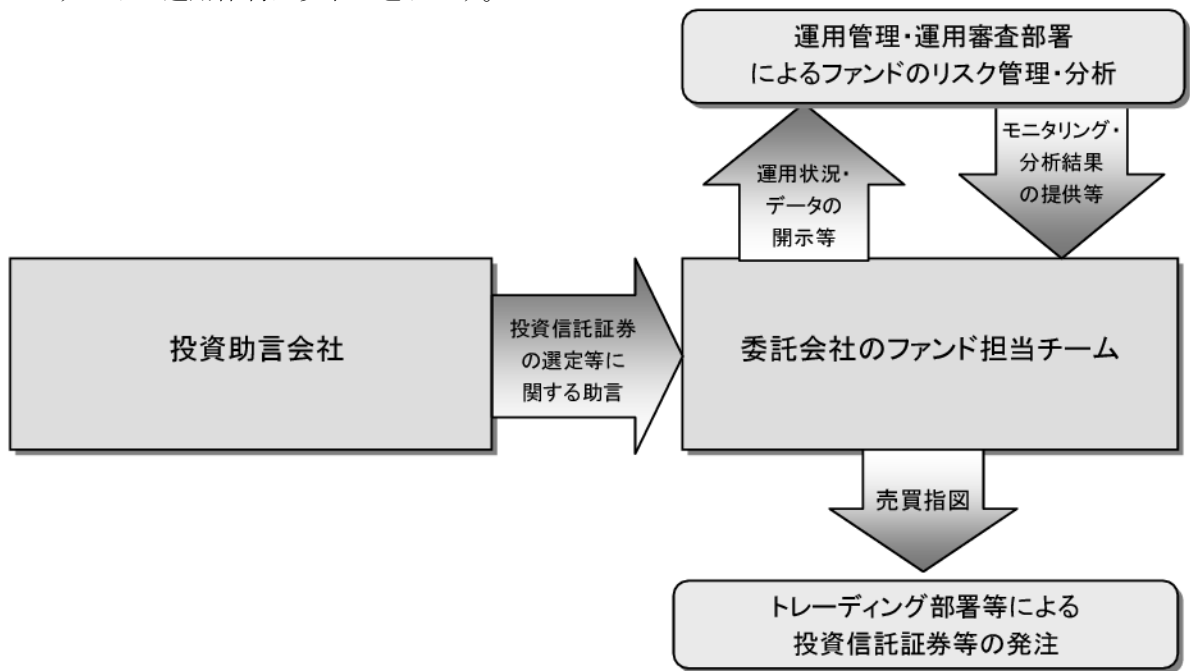 運用管理・運用審査部署
によるファンドのリスク管理・分析
運用状況・
データの
開示等
モニタリング・
分析結果
の提供等
投資助言会社
投資信託証券
の選定等に
関する助言
委託会社のファンド担当チーム
売買指図
トレーディング部署等による
投資信託証券等の発注